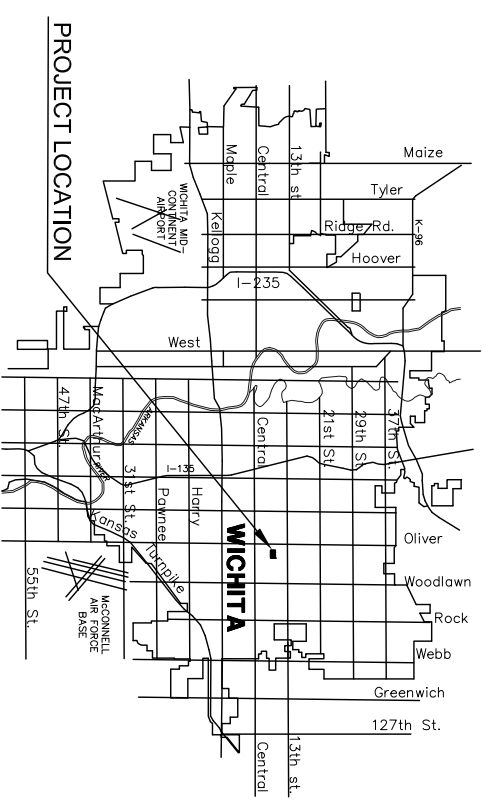 PROJECT LOCATION
Maize
Tyler
K-96
Ridge Rd.
Hoover
13th st
Central
Maple
Kellogg
WICHITA MID-
CONTINENT
AIRPORT
I-235
West
47th St.
MacArthur
ARKANSAS
RIVER
31st St.
Pawnee
Harry
I-135
Central
21st St.
29th St.
37th St.
Kansas Turnpike
WICHITA
Oliver
Woodlawn
Rock
Webb
Greenwich
127th St.
55th St.
McCONNELL
AIR FORCE
BASE
Central
13th st.